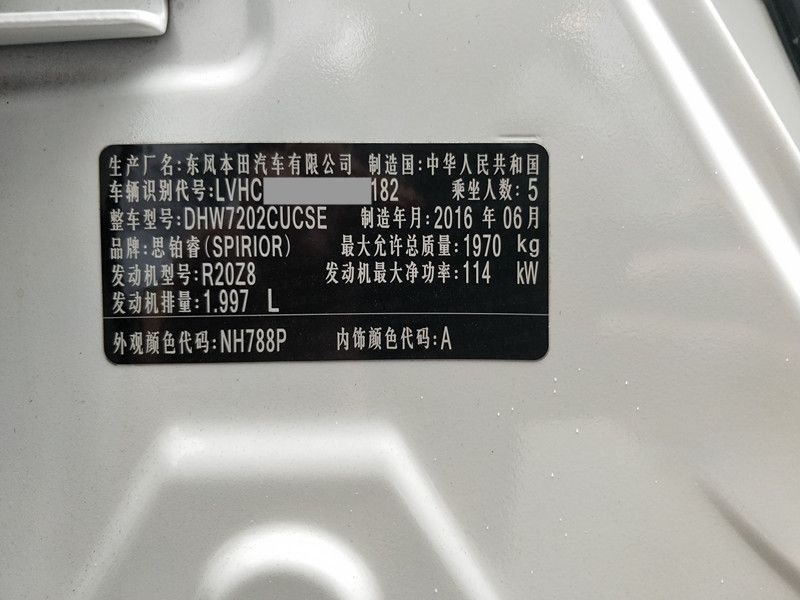 生产厂名:东风本田汽车有限公司 制造国:中华人民共和国
车辆识别代号:LVHC 182 乘坐人数:5
整车型号:DHW7202CUCSE 制造年月:2016 年 06月
品牌:思铂睿(SPIRIOR) 最大允许总质量:1970 kg
发动机型号:R20Z8 发动机最大净功率:114 kW
发动机排量:1.997 L
外观颜色代码:NH788P 内饰颜色代码:A